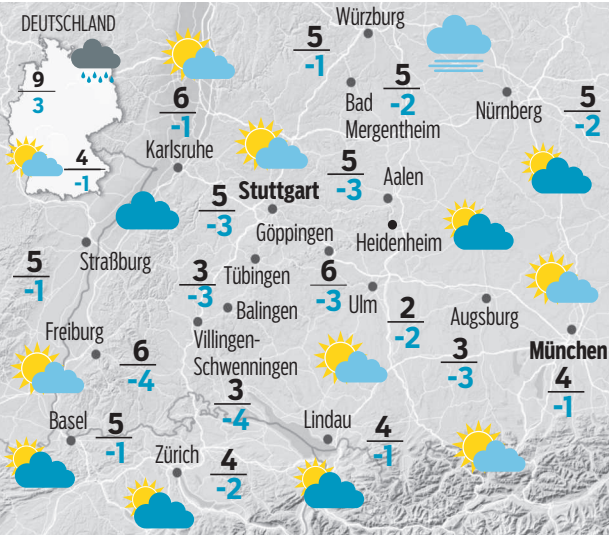 DEUTSCHLAND
9
3
4
-1
Würzburg
5
-1
Bad
Mergentheim
5
-2
Nürnberg
5
-2
6
-1
Karlsruhe
5
-3
Aalen
Stuttgart
5
-3
Göppingen
Heidenheim
Straßburg
5
-1
3
-3
Tübingen
Balingen
6
-3
Ulm
2
-2
Augsburg
3
-3
München
4
-1
Villingen-
Schwenningen
3
-4
Freiburg
6
-4
Basel
5
-1
Zürich
4
-2
Lindau
4
-1